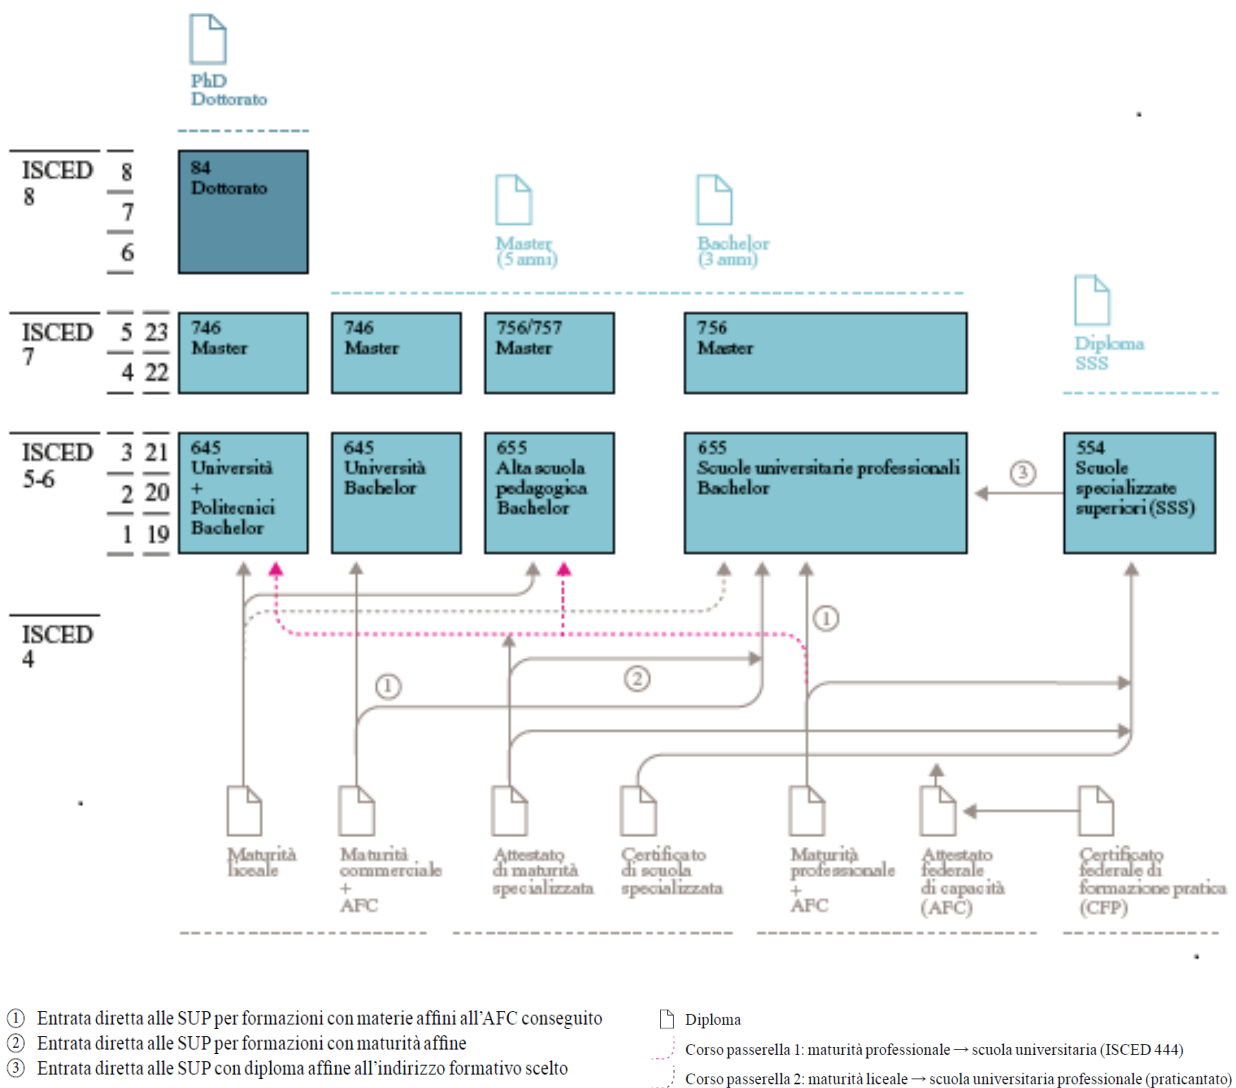 PhD
Dottorato
ISCED
8
8
7
6
84
Dottorato
Master
(5 anni)
Bachelor
(3 anni)
Diploma
SSS
ISCED
7
5 23
4 22
746
Master
746
Master
756/757
Master
756
Master
ISCED
5-6
3 21
2 20
1 19
645
Università
+
Politecnici
Bachelor
645
Università
Bachelor
655
Alta scuola
pedagogica
Bachelor
655
Scuole universitarie professionali
Bachelor
3
554
Scuole
specializzate
superiori (SSS)
ISCED
4
1
2
1
Maturità
liceale
Maturità
commerciale
+
AFC
Attestato
di maturità
specializzata
Certificato
di scuola
specializzata
Maturità
professionale
+
AFC
Attestato
federale
di capacità
(AFC)
Certificato
federale di
formazione pratica
(CFP)
1 Entrata diretta alle SUP per formazioni con materie affini all'AFC conseguito
2 Entrata diretta alle SUP per formazioni con maturità affine
3 Entrata diretta alle SUP con diploma affine all'indirizzo formativo scelto
Diploma
Corso passerella 1: maturità professionale → scuola universitaria (ISCED 444)
Corso passerella 2: maturità liceale → scuola universitaria professionale (praticantato)